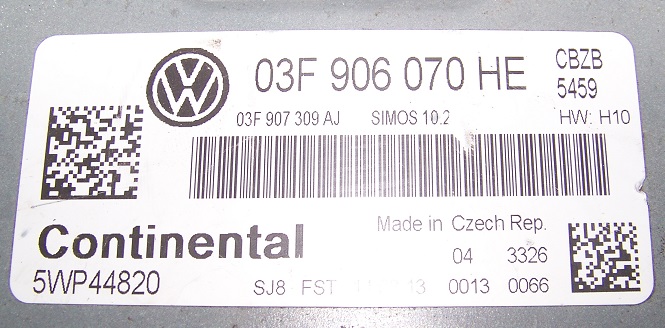 03F 906 070 HE CBZB
5459
03F 907 309 AJ SIMOS 10.2 HW: H10
Continental
5WP44820
Made in Czech Rep.
04 3326
SJ8 FST 13 0013 0066